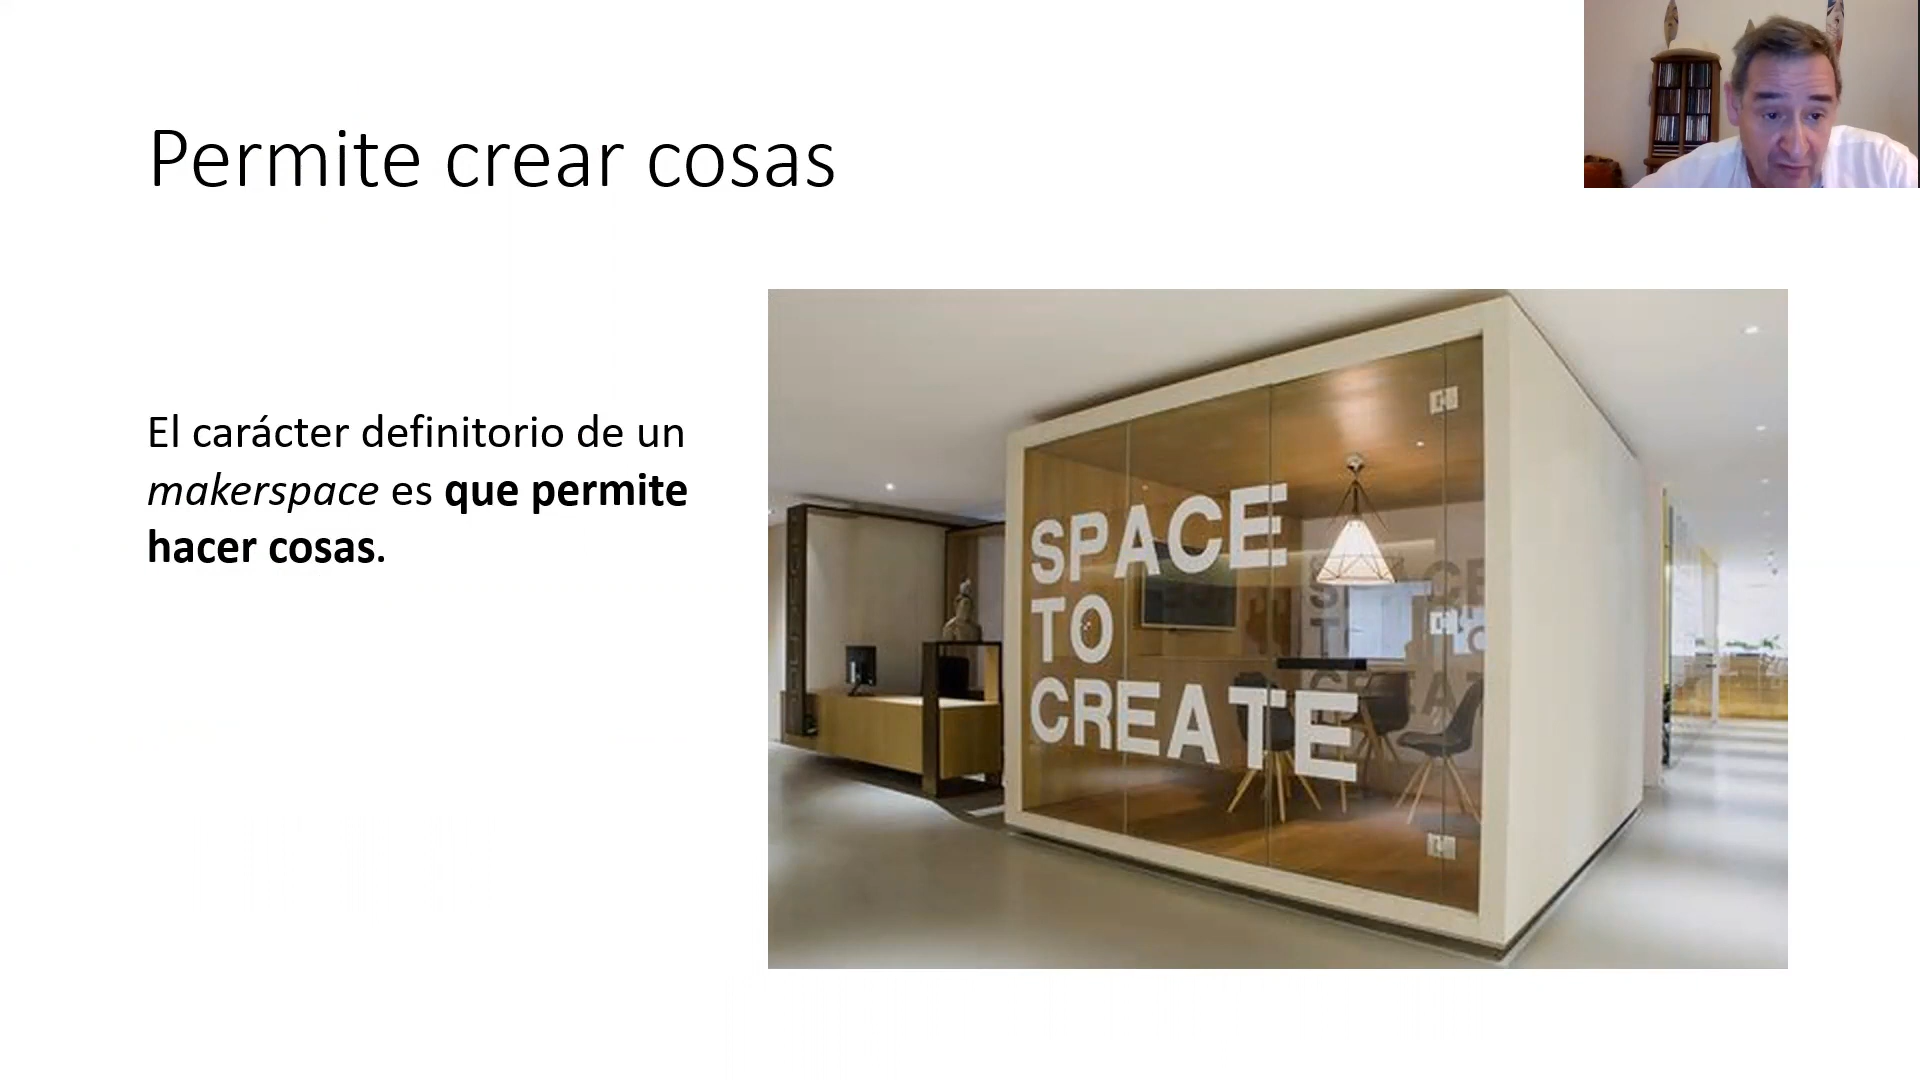 Permite crear cosas
El carácter definitorio de un
makerspace es que permite
hacer cosas.
SPACE
TO
CREATE